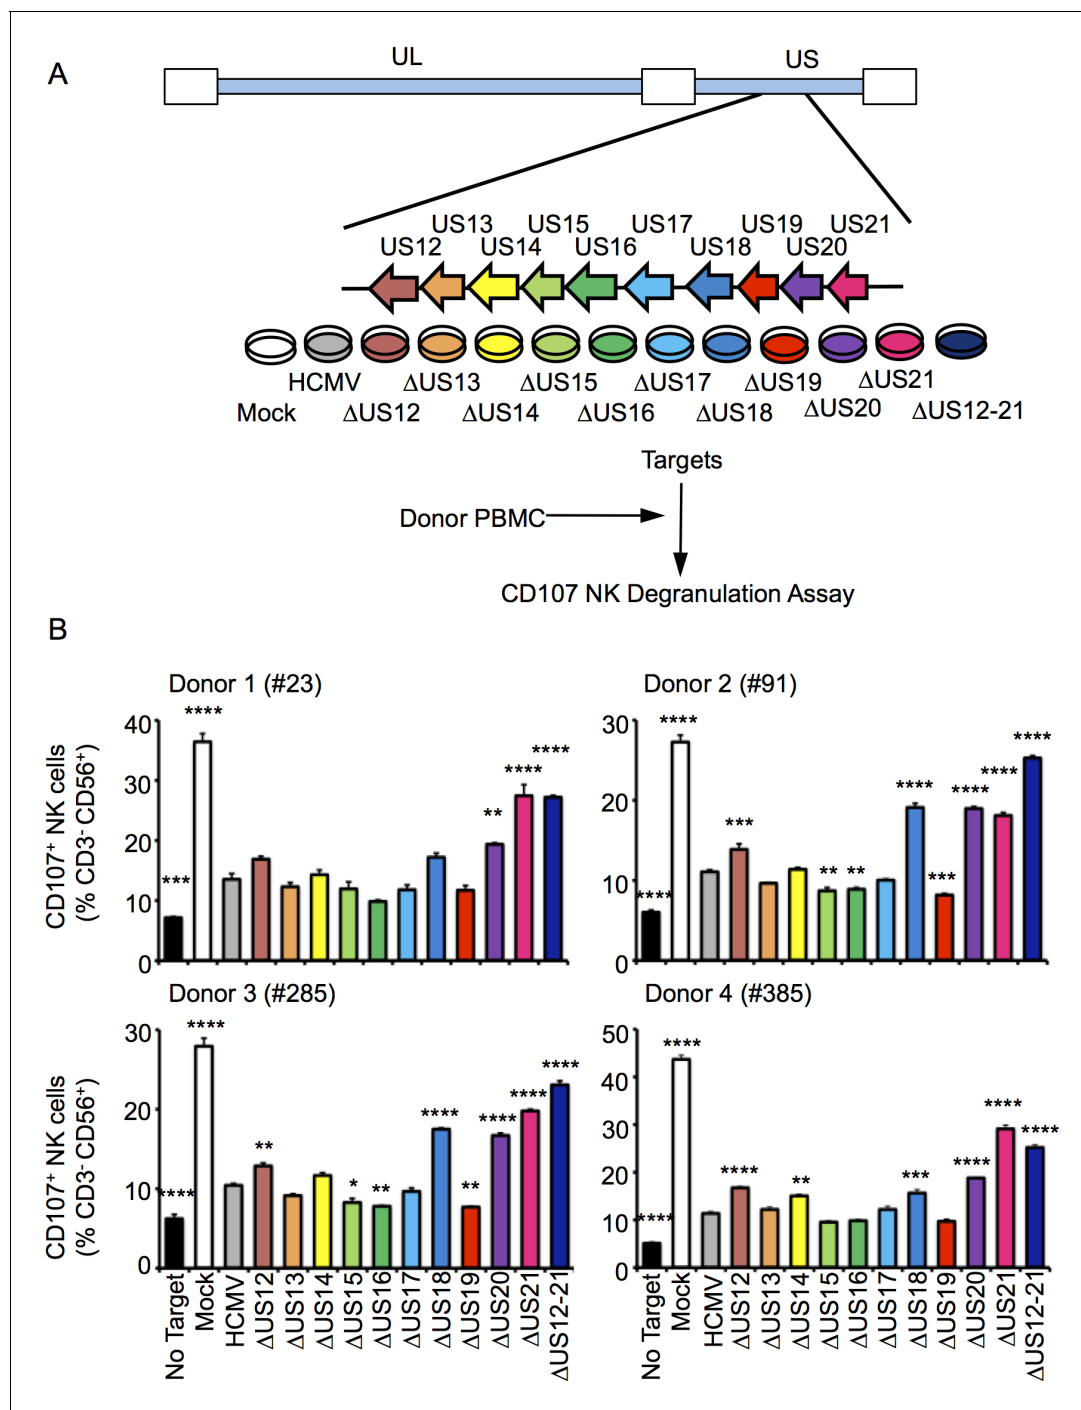 A
UL
US
US13 US15 US17 US19 US21
US12 US14 US16 US18 US20
HCMV ΔUS13 ΔUS15 ΔUS17 ΔUS19 ΔUS21
Mock ΔUS12 ΔUS14 ΔUS16 ΔUS18 ΔUS20 ΔUS12-21
Targets
Donor PBMC
CD107 NK Degranulation Assay
B
Donor 1 (#23)
CD107+ NK cells
(% CD3- CD56+)
40
30
20
10
0
***
****
**
****
****
Donor 2 (#91)
30
20
10
0
****
****
***
**
**
****
***
****
****
****
Donor 3 (#285)
CD107+ NK cells
(% CD3- CD56+)
30
20
10
0
****
****
**
*
**
****
**
****
****
****
No Target
Mock
HCMV
ΔUS12
ΔUS13
ΔUS14
ΔUS15
ΔUS16
ΔUS17
ΔUS18
ΔUS19
ΔUS20
ΔUS21
ΔUS12-21
Donor 4 (#385)
50
40
30
20
10
0
****
****
****
**
***
****
****
****
No Target
Mock
HCMV
ΔUS12
ΔUS13
ΔUS14
ΔUS15
ΔUS16
ΔUS17
ΔUS18
ΔUS19
ΔUS20
ΔUS21
ΔUS12-21